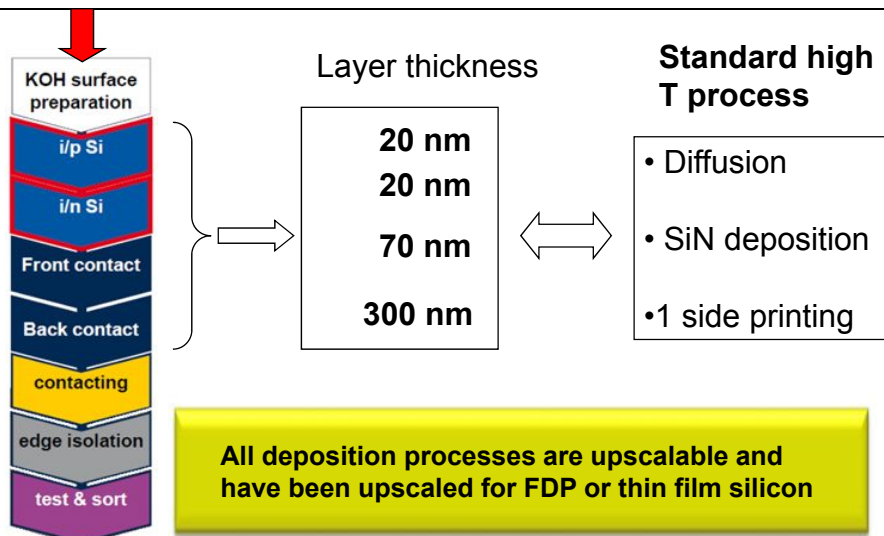 KOH surface
preparation
i/p Si
i/n Si
Front contact
Back contact
contacting
edge isolation
test & sort
Layer thickness
20 nm
20 nm
70 nm
300 nm
Standard high
T process
• Diffusion
• SiN deposition
•1 side printing
All deposition processes are upscalable and
have been upscaled for FDP or thin film silicon